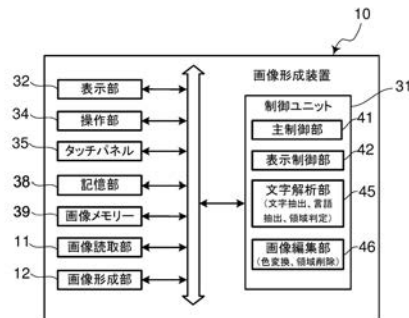 10
画像形成装置
32
表示部
34
操作部
35
タッチパネル
38
記憶部
39
画像メモリー
11
画像読取部
12
画像形成部
31
制御ユニット
41
主制御部
42
表示制御部
45
文字解析部
(文字抽出、言語
抽出、領域判定)
46
画像編集部
(色変換、領域削除)